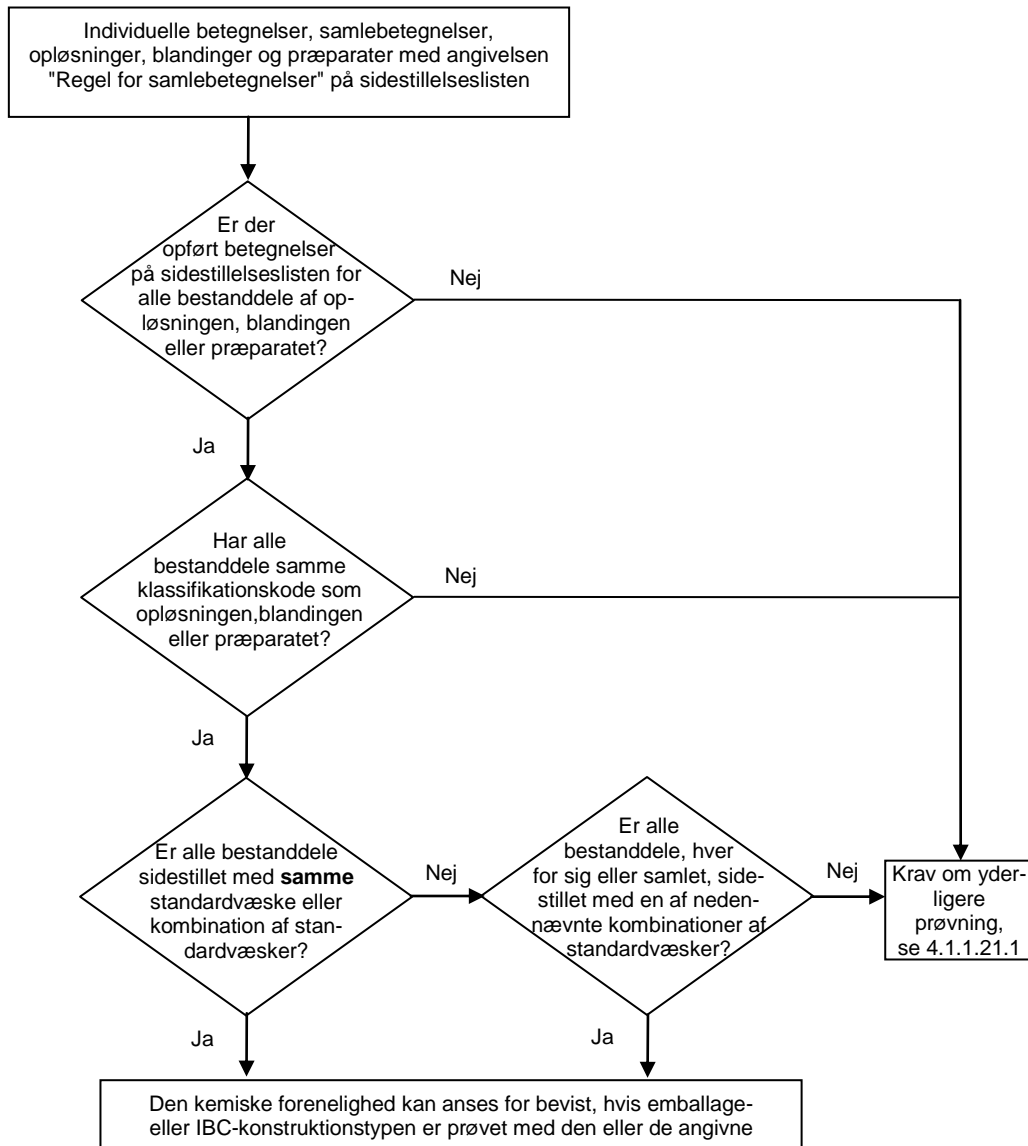 Individuelle betegnelser, samlebetegnelser,
opløsninger, blandinger og præparater med angivelsen
"Regel for samlebetegnelser" på sidestillelseslisten
Er der
opført betegnelser
på sidestillelseslisten for
alle bestanddele af op-
løsningen, blandingen
eller præparatet?
Nej
Ja
Har alle
bestanddele samme
klassifikationskode som
opløsningen,blandingen
eller præparatet?
Nej
Ja
Er alle bestanddele
sidestillet med samme
standardvæske eller
kombination af stan-
dardvæsker?
Nej
Er alle
bestanddele, hver
for sig eller samlet, side-
stillet med en af neden-
nævnte kombinationer af
standardvæsker?
Nej
Krav om yder-
ligere
prøvning,
se 4.1.1.21.1
Ja
Ja
Den kemiske forenelighed kan anses for bevist, hvis emballage-
eller IBC-konstruktionstypen er prøvet med den eller de angivne